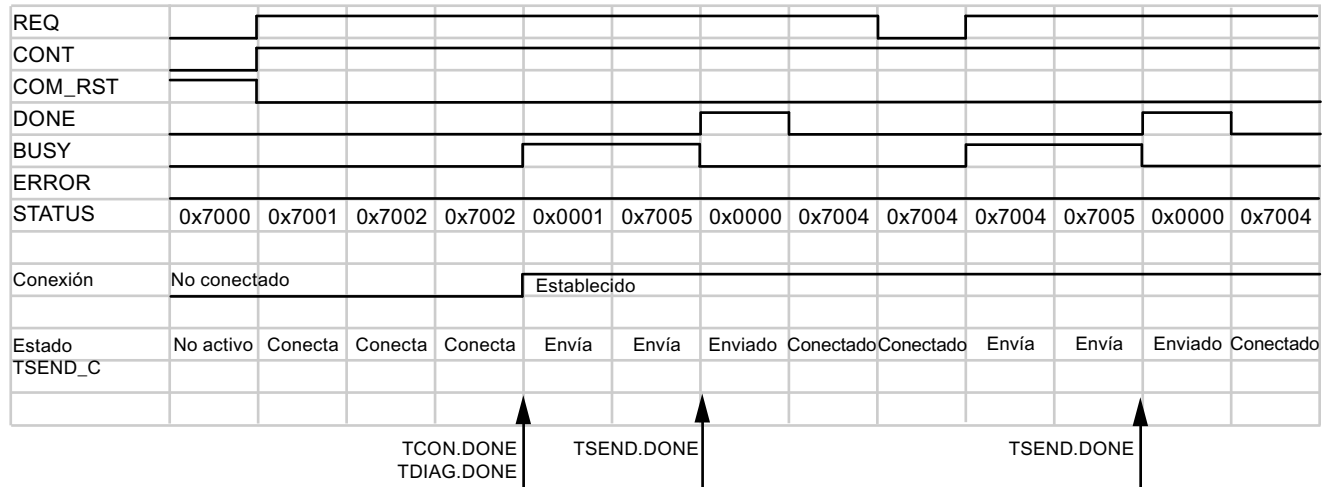 REQ
CONT
COM_RST
DONE
BUSY
ERROR
STATUS 0x7000 0x7001 0x7002 0x7002 0x0001 0x7005 0x0000 0x7004 0x7004 0x7004 0x7005 0x0000 0x7004
Conexión No conectado Establecido
Estado No activo Conecta Conecta Conecta Envía Envía Enviado Conectado Conectado Envía Envía Enviado Conectado
TSEND_C
TCON.DONE TSEND.DONE TSEND.DONE
TDIAG.DONE